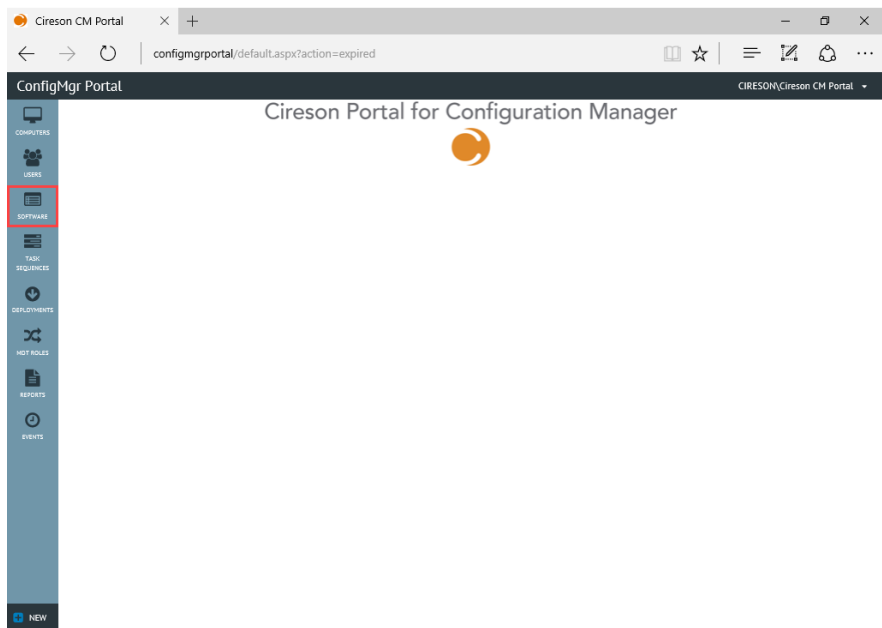 Cireson CM Portal
configmgrportal/default.aspx?action=expired
ConfigMgr Portal
CIRESON\Cireson CM Portal
Cireson Portal for Configuration Manager
COMPUTERS
USERS
SOFTWARE
TASK
SEQUENCES
DEPLOYMENTS
MDT ROLES
REPORTS
EVENTS
NEW